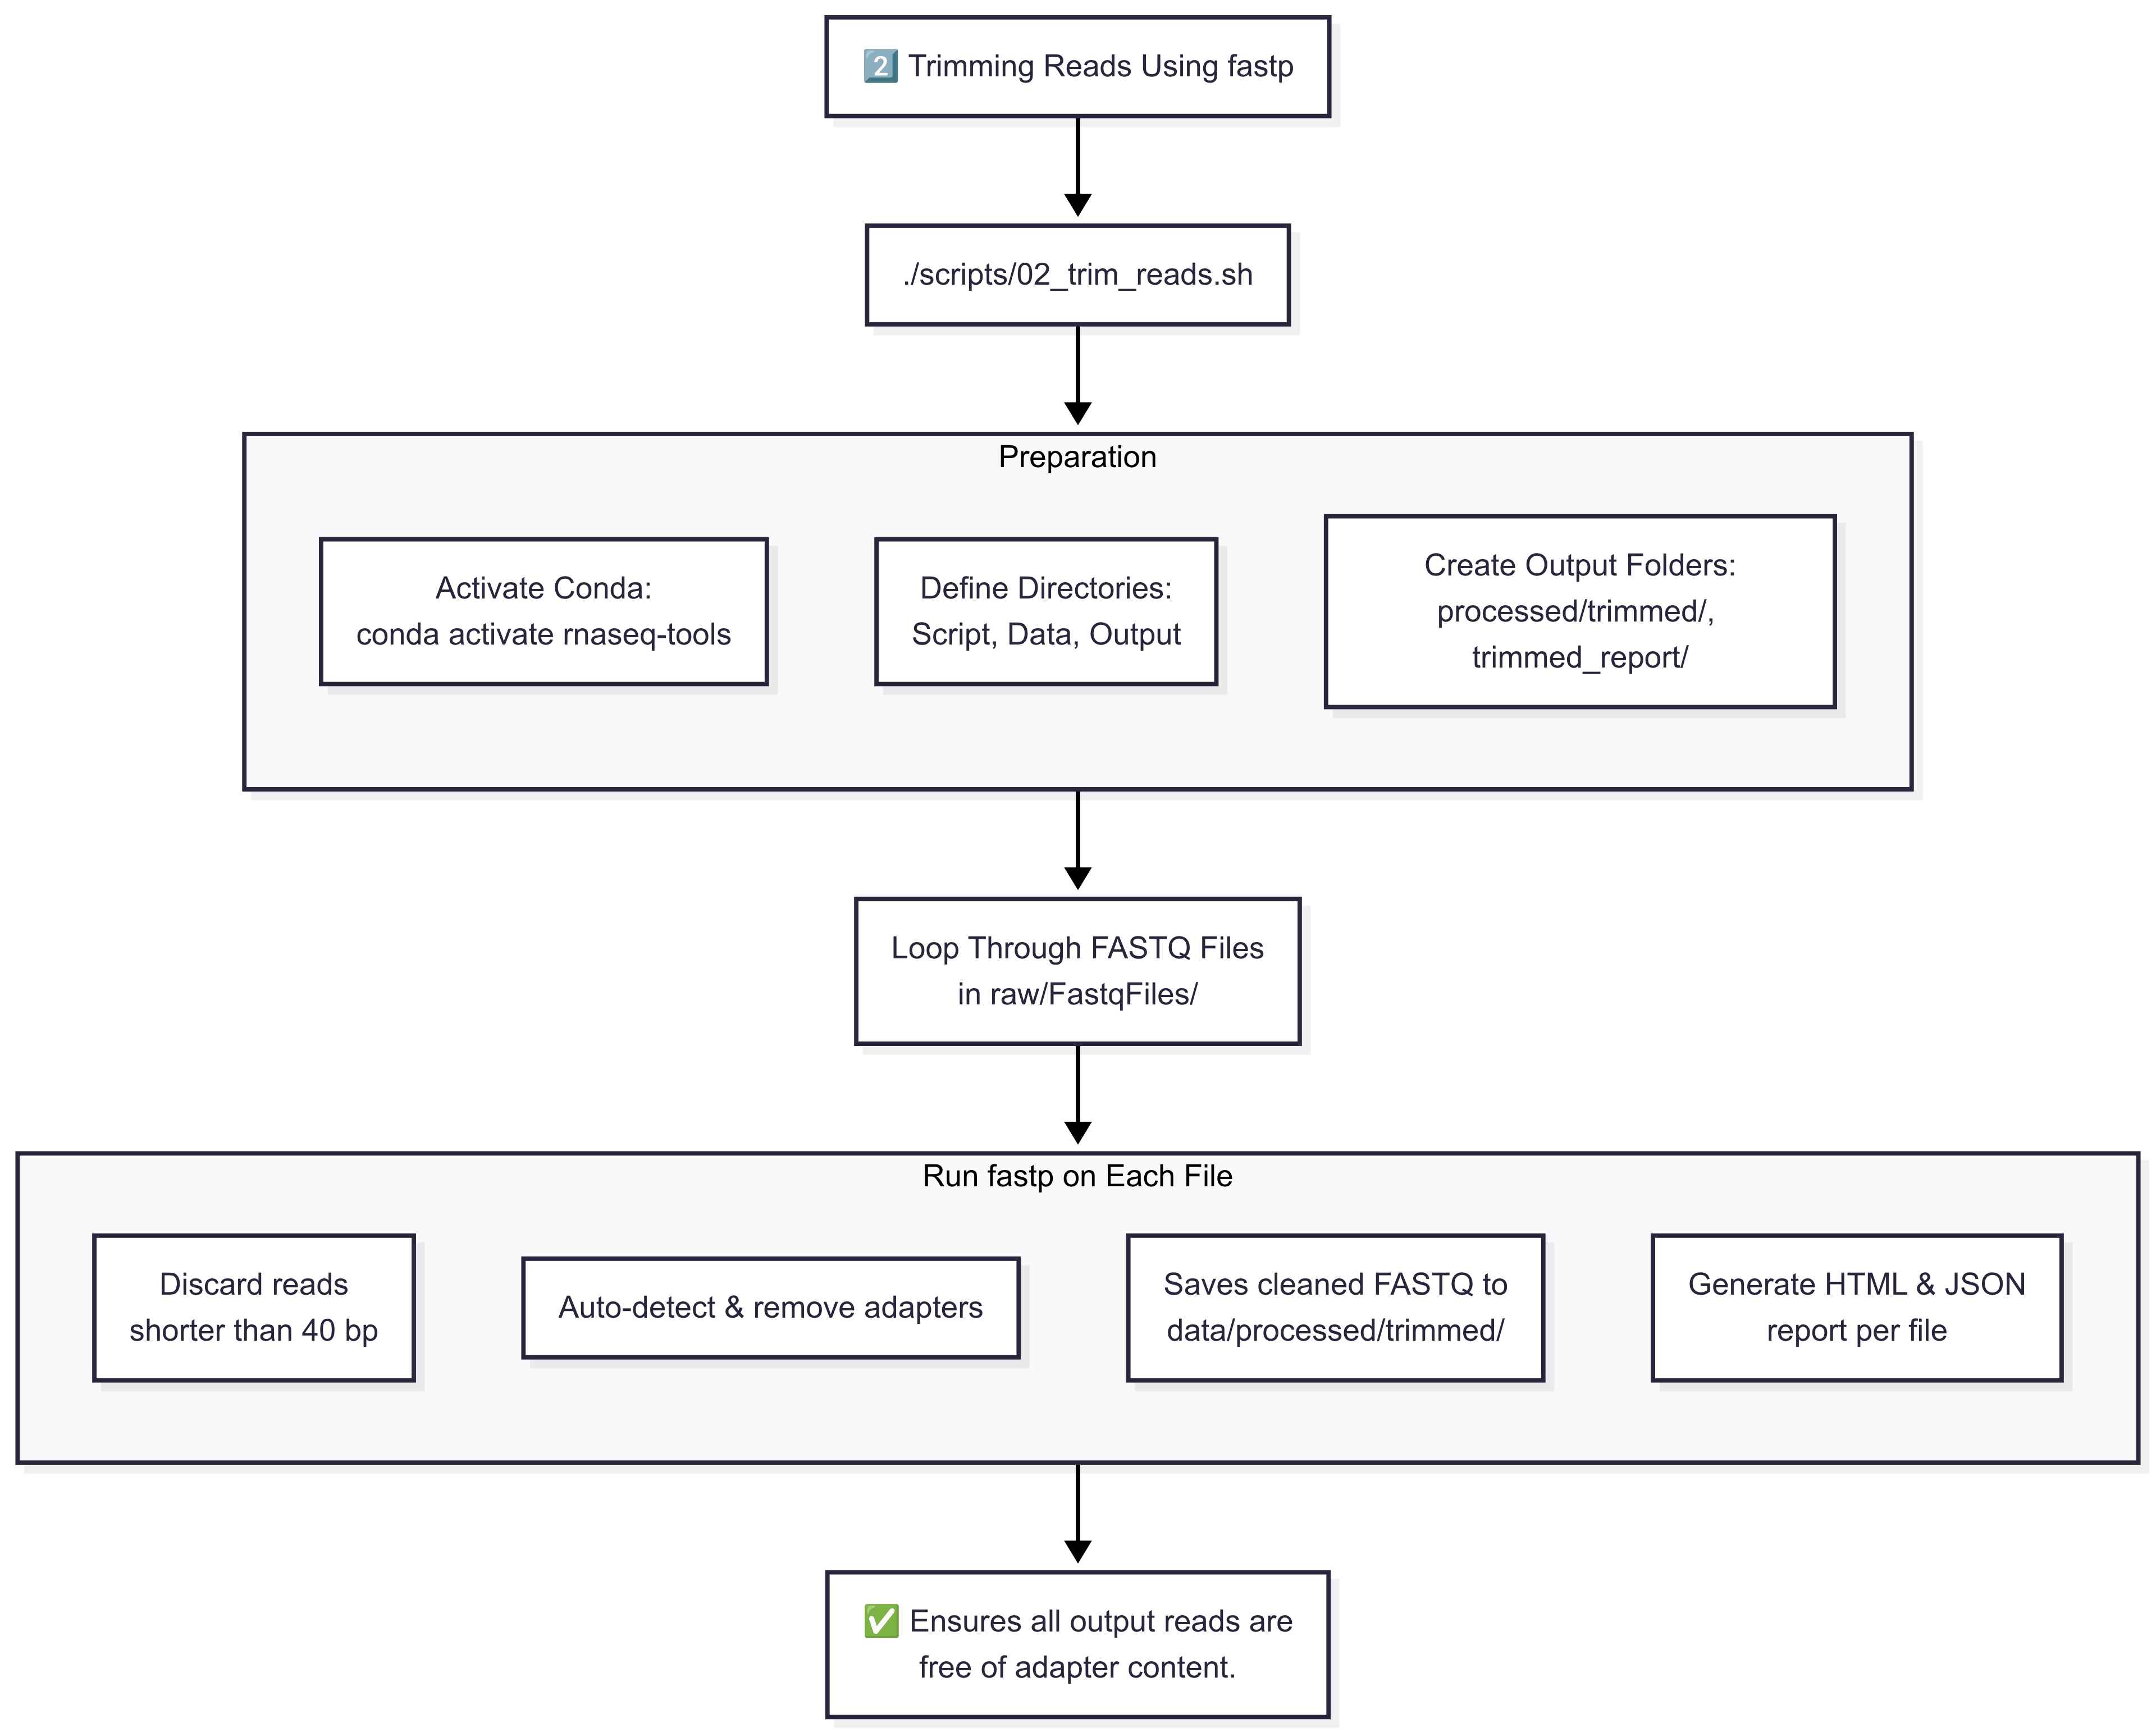 2️⃣ Trimming Reads Using fastp
./scripts/02_trim_reads.sh
Preparation
Activate Conda:
conda activate rnaseq-tools
Define Directories:
Script, Data, Output
Create Output Folders:
processed/trimmed/,
trimmed_report/
Loop Through FASTQ Files
in raw/FastqFiles/
Run fastp on Each File
Discard reads
shorter than 40 bp
Auto-detect & remove adapters
Saves cleaned FASTQ to
data/processed/trimmed/
Generate HTML & JSON
report per file
✅ Ensures all output reads are
free of adapter content.